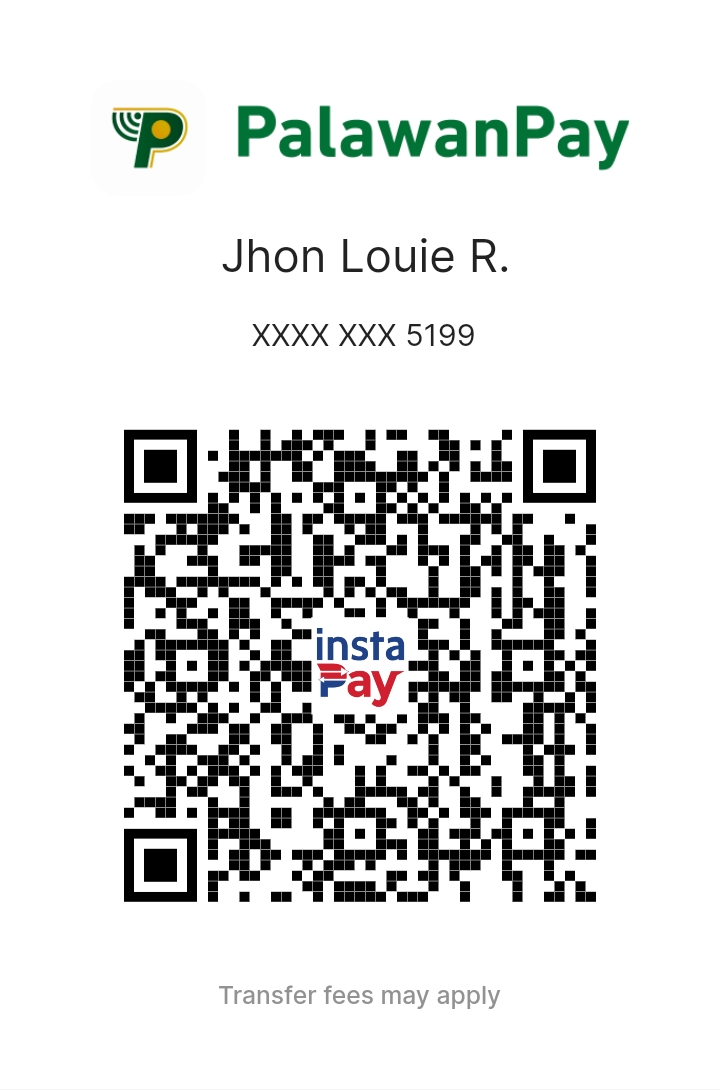 PalawanPay
Jhon Louie R.
XXXX XXX 5199
insta
Pay
Transfer fees may apply